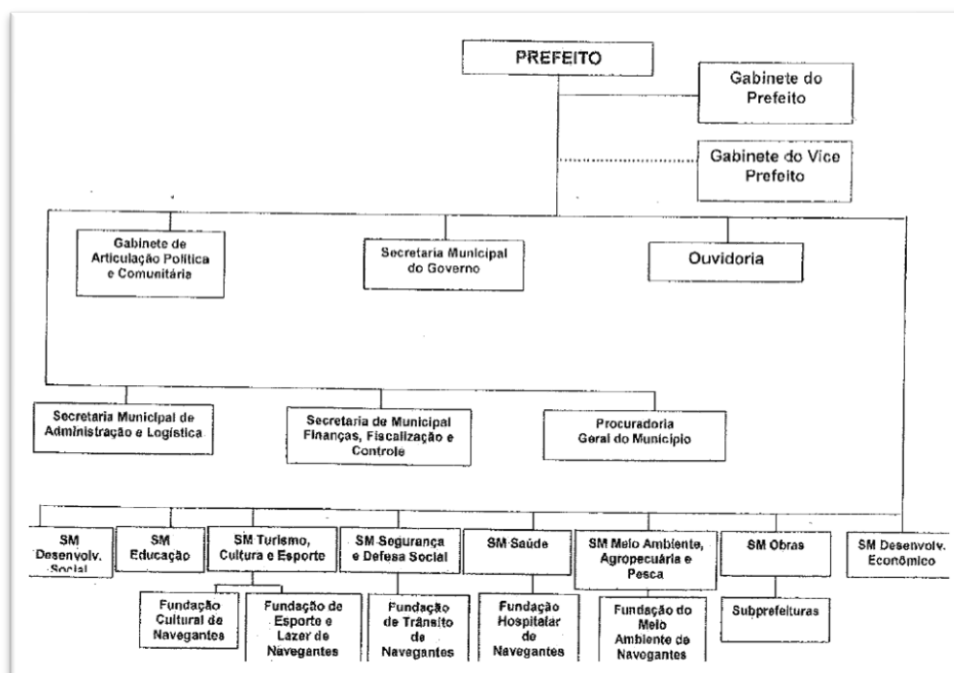 PREFEITO
Gabinete do
Prefeito
Gabinete do Vice
Prefeito
Gabinete de
Articulação Política
e Comunitária
Secretaria Municipal
do Governo
Ouvidoria
Secretaria Municipal de
Administração e Logística
Secretaria de Municipal
Finanças, Fiscalização e
Controle
Procuradoria
Geral do Município
SM
Desenvolv.
Social
SM
Educação
SM Turismo,
Cultura e Esporte
SM Segurança
e Defesa Social
SM Saúde
SM Meio Ambiente,
Agropecuária e
Pesca
SM Obras
SM Desenvolv.
Econômico
Fundação
Cultural de
Navegantes
Fundação de
Esporte e
Lazer de
Navegantes
Fundação
de Trânsito
de
Navegantes
Fundação
Hospitalar
de
Navegantes
Fundação do
Meio
Ambiente de
Navegantes
Subprefeituras